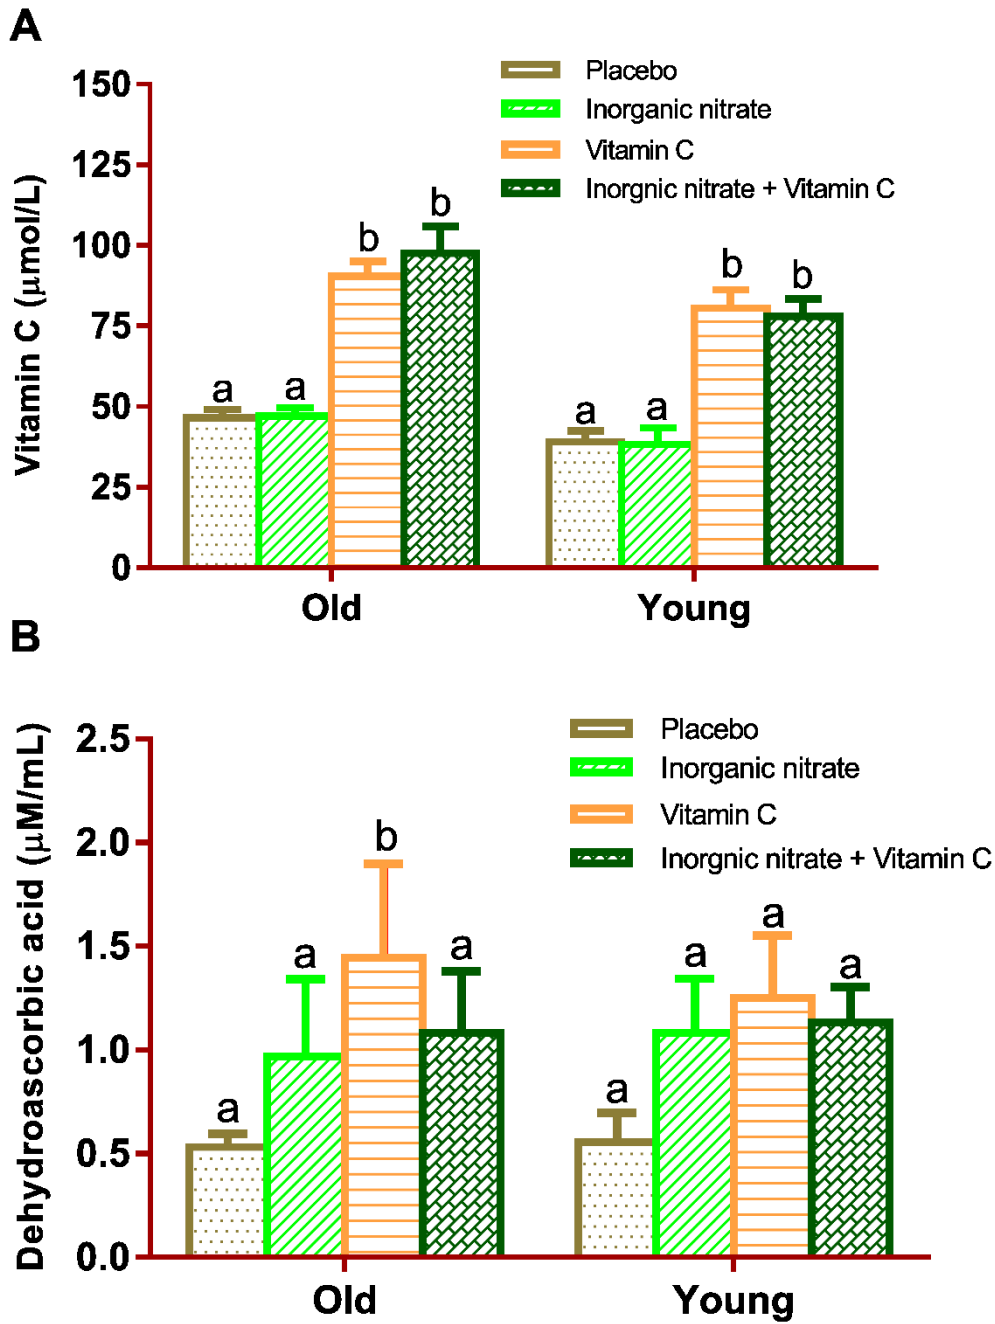 A
Placebo
Inorganic nitrate
Vitamin C
Inorgnic nitrate + Vitamin C
Vitamin C (µmol/L)
150
125
100
75
50
25
0
a
a
b
b
a
a
b
b
Old
Young
B
Placebo
Inorganic nitrate
Vitamin C
Inorgnic nitrate + Vitamin C
Dehydroascorbic acid (µM/mL)
2.5
2.0
1.5
1.0
0.5
0.0
a
a
b
a
a
a
a
a
Old
Young